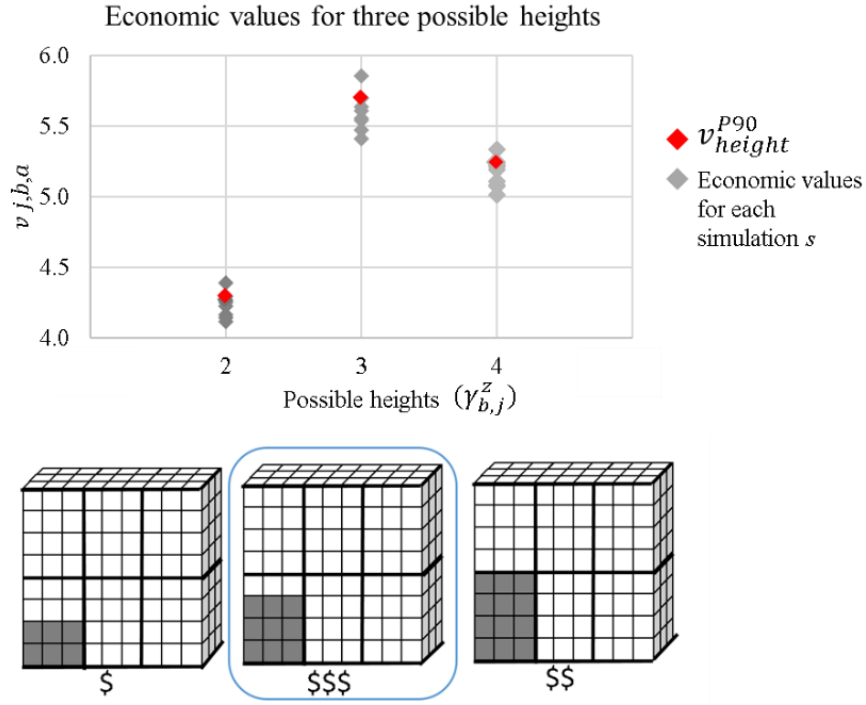 Economic values for three possible heights
6.0
5.5
5.0
4.5
4.0
v j,b,a
2 3 4
Possible heights (γ^z_{b,j})
v^{P90}_{height}
Economic values
for each
simulation s
$ $$$ $$